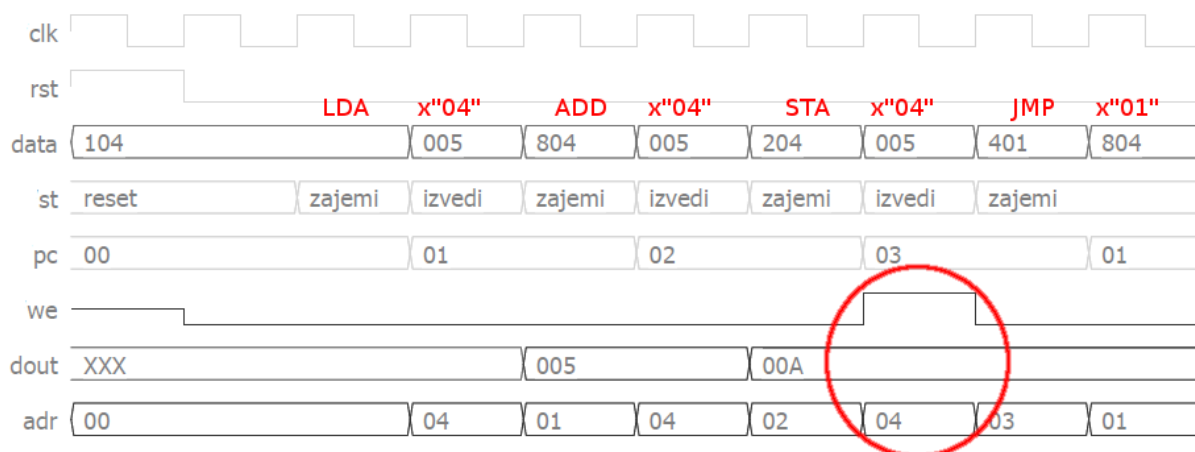 clk
rst
LDA x"04" ADD x"04" STA x"04" JMP x"01"
data 104 005 804 005 204 005 401 804
st reset zajemi izvedi zajemi izvedi zajemi izvedi zajemi
pc 00 01 02 03 01
we
dout XXX 005 00A
adr 00 04 01 04 02 04 03 01